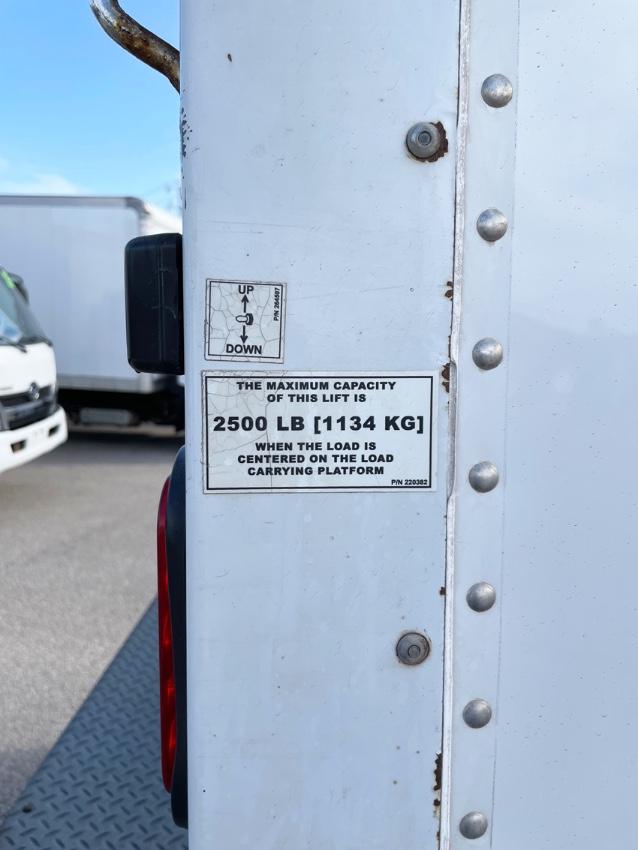 UP
P/N 264597
DOWN
THE MAXIMUM CAPACITY
OF THIS LIFT IS
2500 LB [1134 KG]
WHEN THE LOAD IS
CENTERED ON THE LOAD
CARRYING PLATFORM
P/N 220382